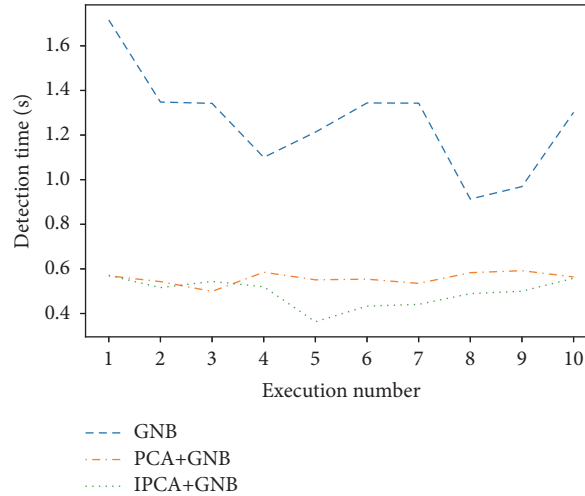 Detection time (s)
1.6
1.4
1.2
1.0
0.8
0.6
0.4
1 2 3 4 5 6 7 8 9 10
Execution number
GNB
PCA+GNB
IPCA+GNB